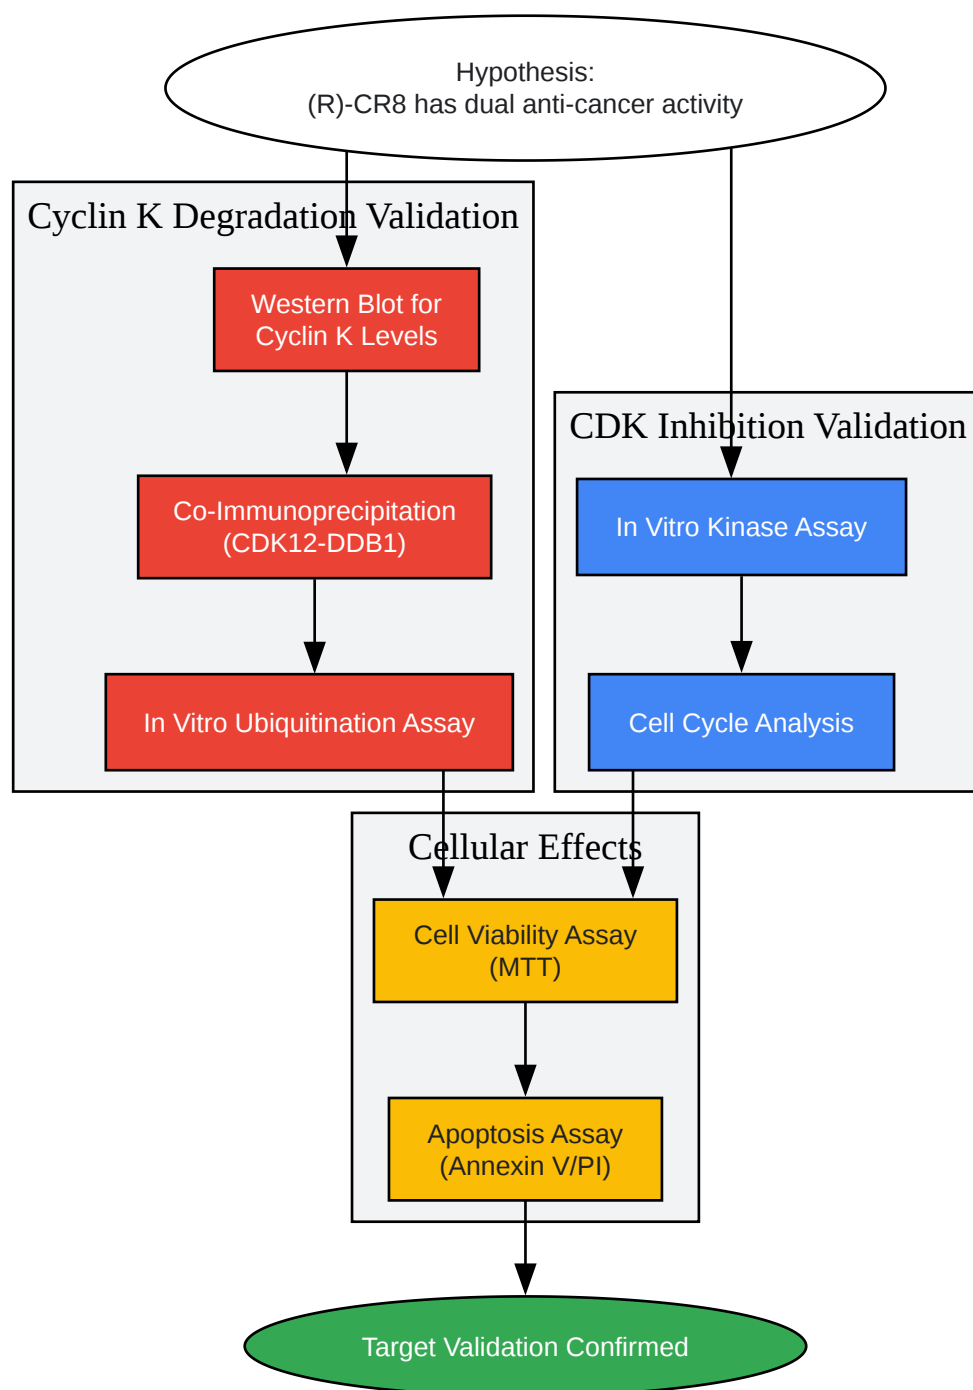 Hypothesis:
(R)-CR8 has dual anti-cancer activity
Cyclin K Degradation Validation
Western Blot for
Cyclin K Levels
Co-Immunoprecipitation
(CDK12-DDB1)
In Vitro Ubiquitination Assay
CDK Inhibition Validation
In Vitro Kinase Assay
Cell Cycle Analysis
Cellular Effects
Cell Viability Assay
(MTT)
Apoptosis Assay
(Annexin V/PI)
Target Validation Confirmed